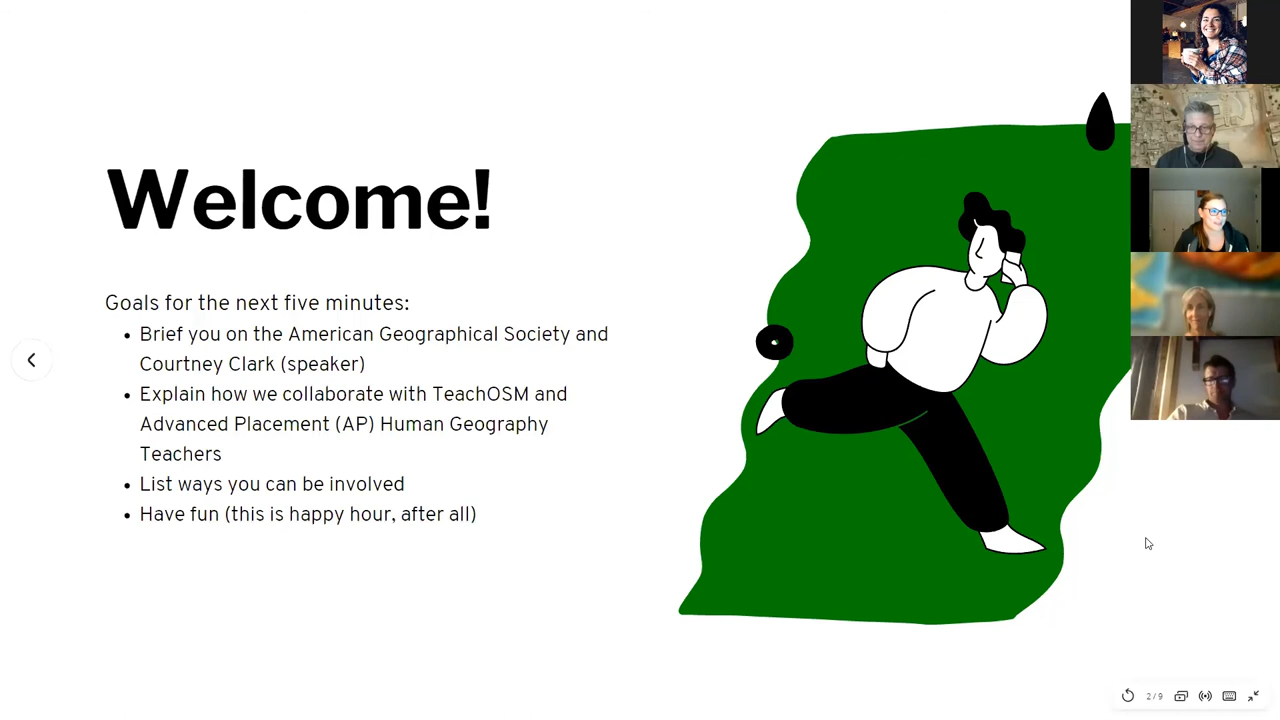 Welcome!
Goals for the next five minutes:
• Brief you on the American Geographical Society and
Courtney Clark (speaker)
• Explain how we collaborate with TeachOSM and
Advanced Placement (AP) Human Geography
Teachers
• List ways you can be involved
• Have fun (this is happy hour, after all)
2/9